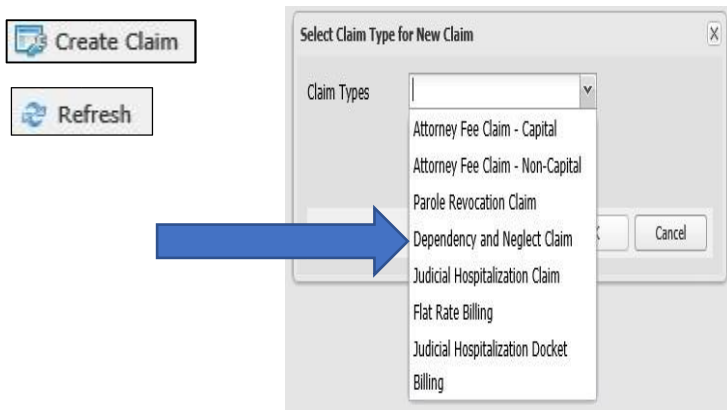 Create Claim
Refresh
Select Claim Type for New Claim
Claim Types
Attorney Fee Claim - Capital
Attorney Fee Claim - Non-Capital
Parole Revocation Claim
Dependency and Neglect Claim
Cancel
Judicial Hospitalization Claim
Flat Rate Billing
Judicial Hospitalization Docket
Billing